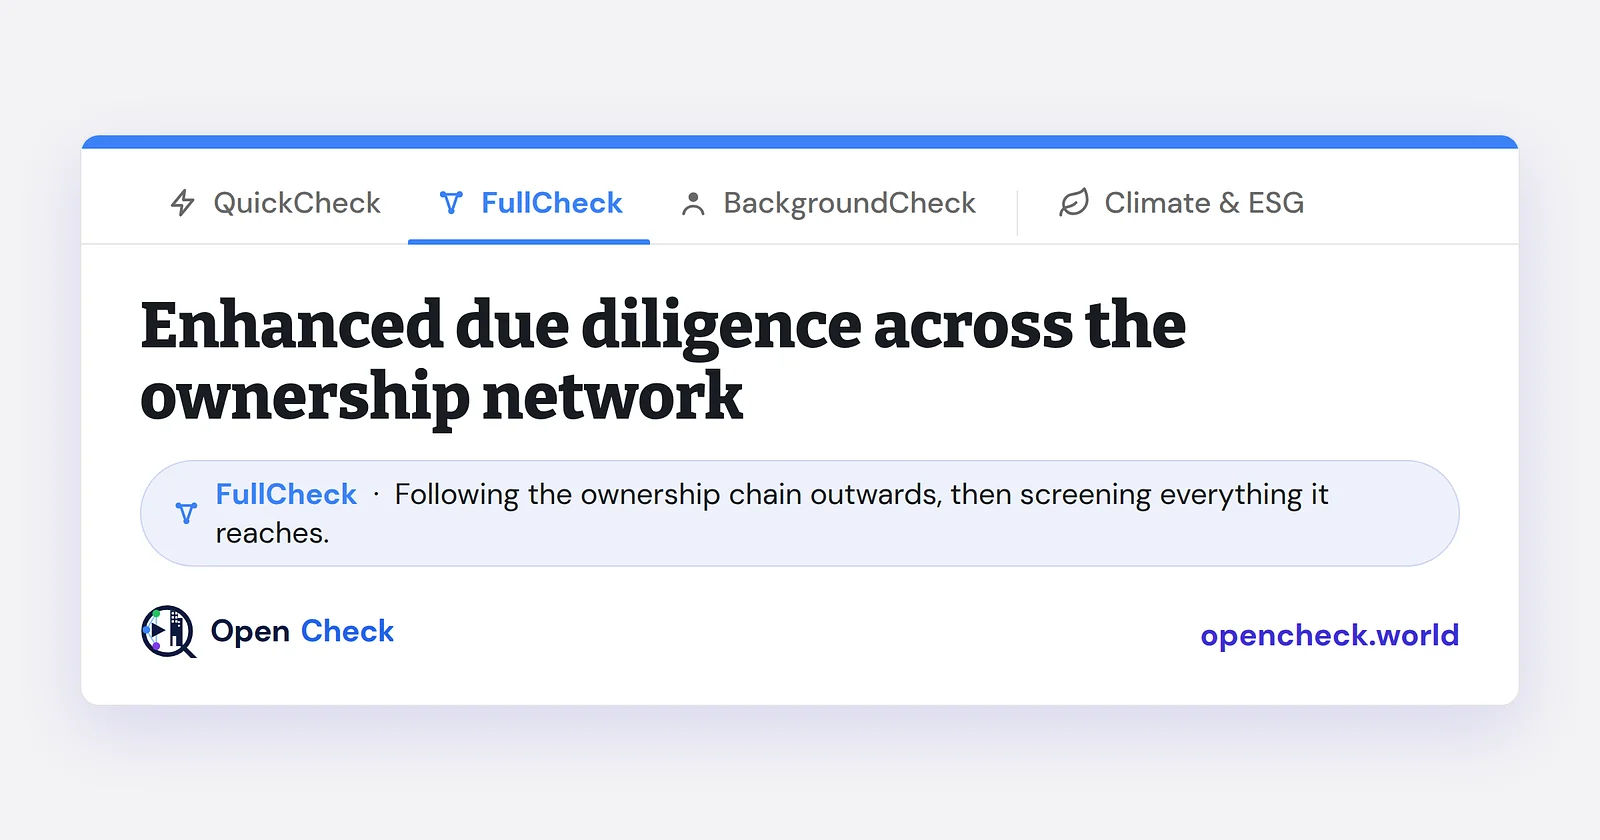 QuickCheck FullCheck BackgroundCheck Climate & ESG
Enhanced due diligence across the
ownership network
FullCheck · Following the ownership chain outwards, then screening everything it
reaches.
Open Check
opencheck.world